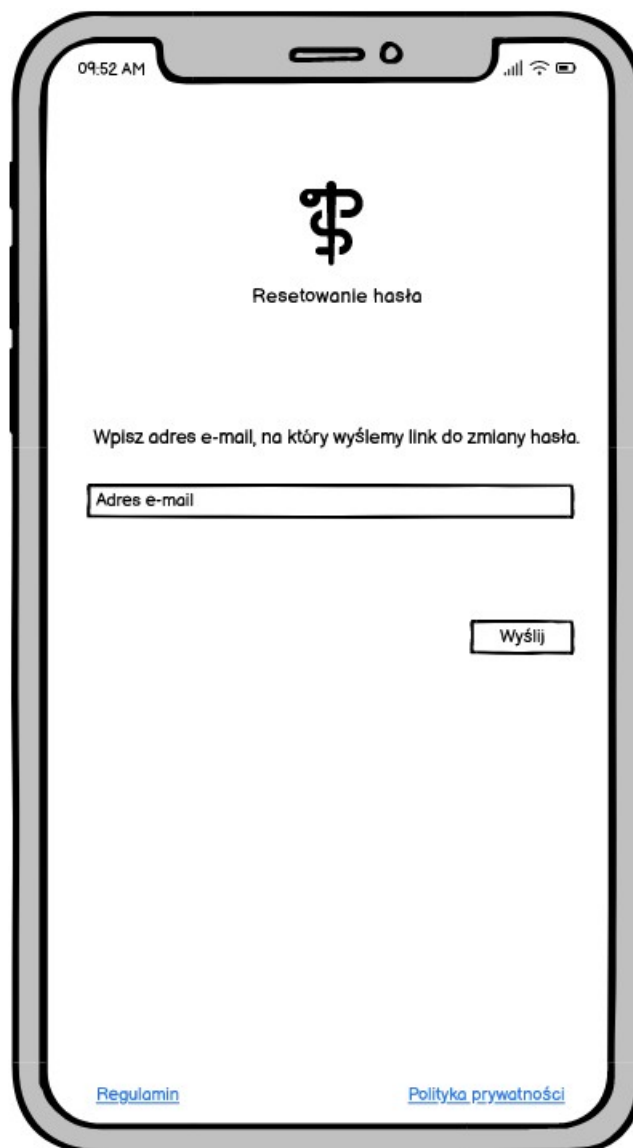 09:52 AM
Resetowanie hasła
Wpisz adres e-mail, na który wyślemy link do zmiany hasła.
Adres e-mail
Wyślij
Regulamin
Polityka prywatności